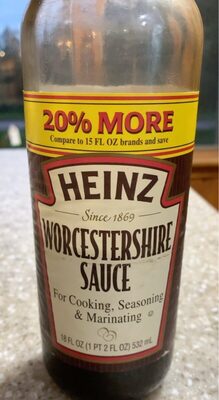 20% MORE
Compare to 15 FL OZ brands and save
HEINZ
Since 1869
WORCESTERSHIRE
SAUCE
For Cooking, Seasoning
& Marinating
18 FL OZ (1 PT 2 FL OZ) 532 mL